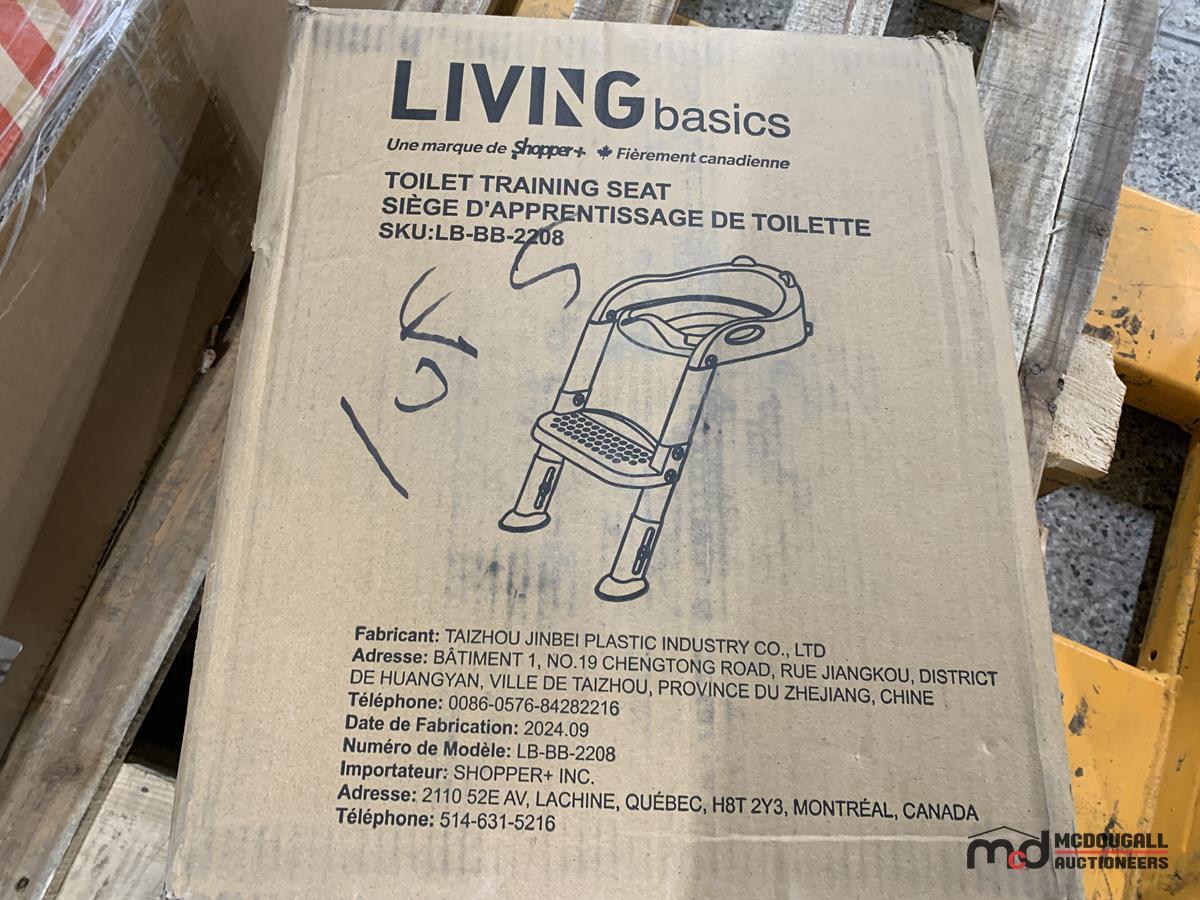 LIVING basics
Une marque de Shopper+ Fièrement canadienne
TOILET TRAINING SEAT
SIÈGE D'APPRENTISSAGE DE TOILETTE
SKU:LB-BB-2208
Fabricant: TAIZHOU JINBEI PLASTIC INDUSTRY CO., LTD
Adresse: BÂTIMENT 1, NO.19 CHENGTONG ROAD, RUE JIANGKOU, DISTRICT
DE HUANGYAN, VILLE DE TAIZHOU, PROVINCE DU ZHEJIANG, CHINE
Téléphone: 0086-0576-84282216
Date de Fabrication: 2024.09
Numéro de Modèle: LB-BB-2208
Importateur: SHOPPER+ INC.
Adresse: 2110 52E AV, LACHINE, QUÉBEC, H8T 2Y3, MONTRÉAL, CANADA
Téléphone: 514-631-5216
mcd MCDOUGALL
AUCTIONEERS